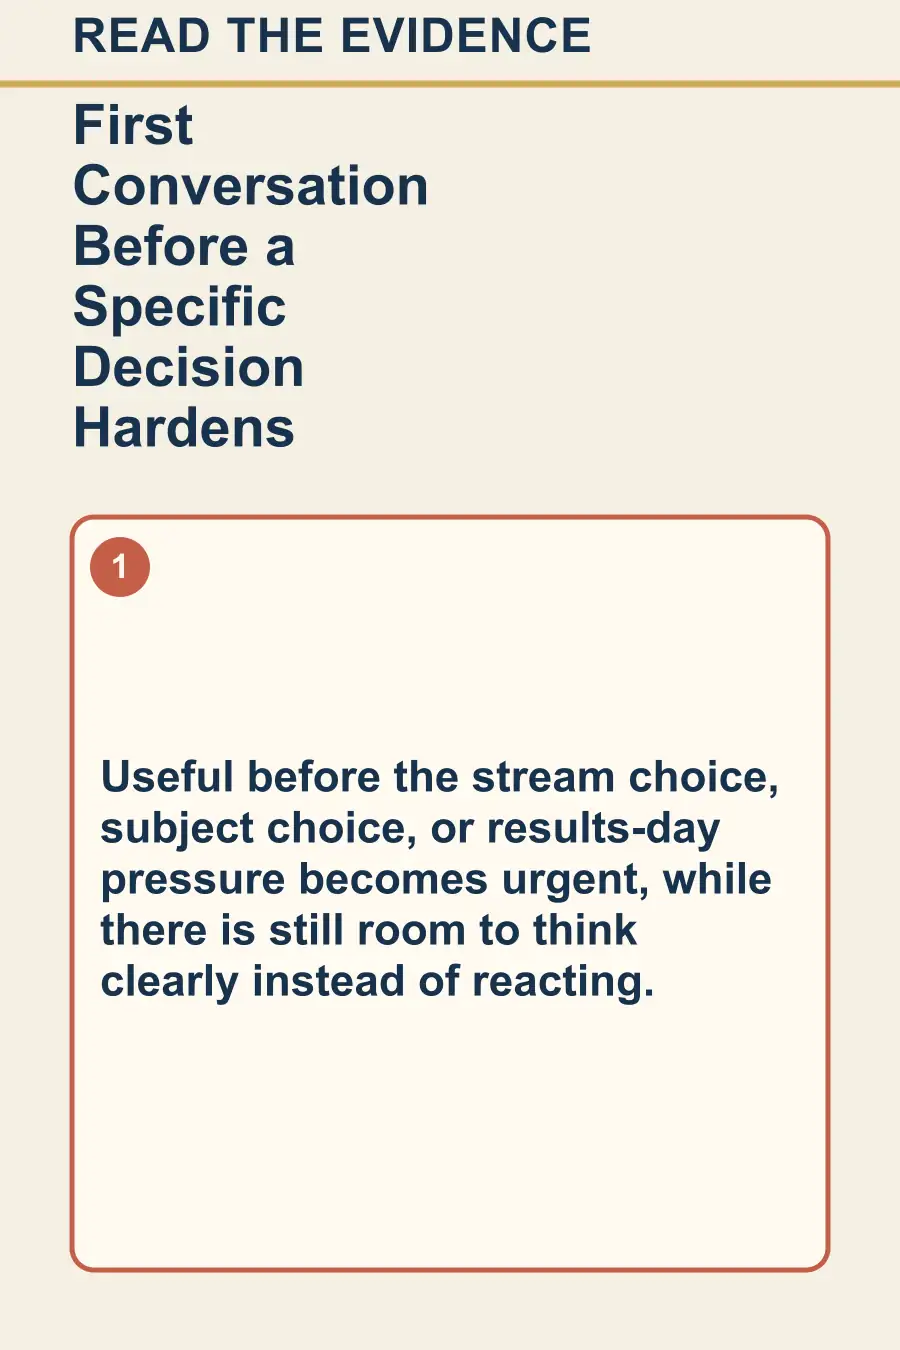 READ THE EVIDENCE
First
Conversation
Before a
Specific
Decision
Hardens
1
Useful before the stream choice,
subject choice, or results-day
pressure becomes urgent, while
there is still room to think
clearly instead of reacting.